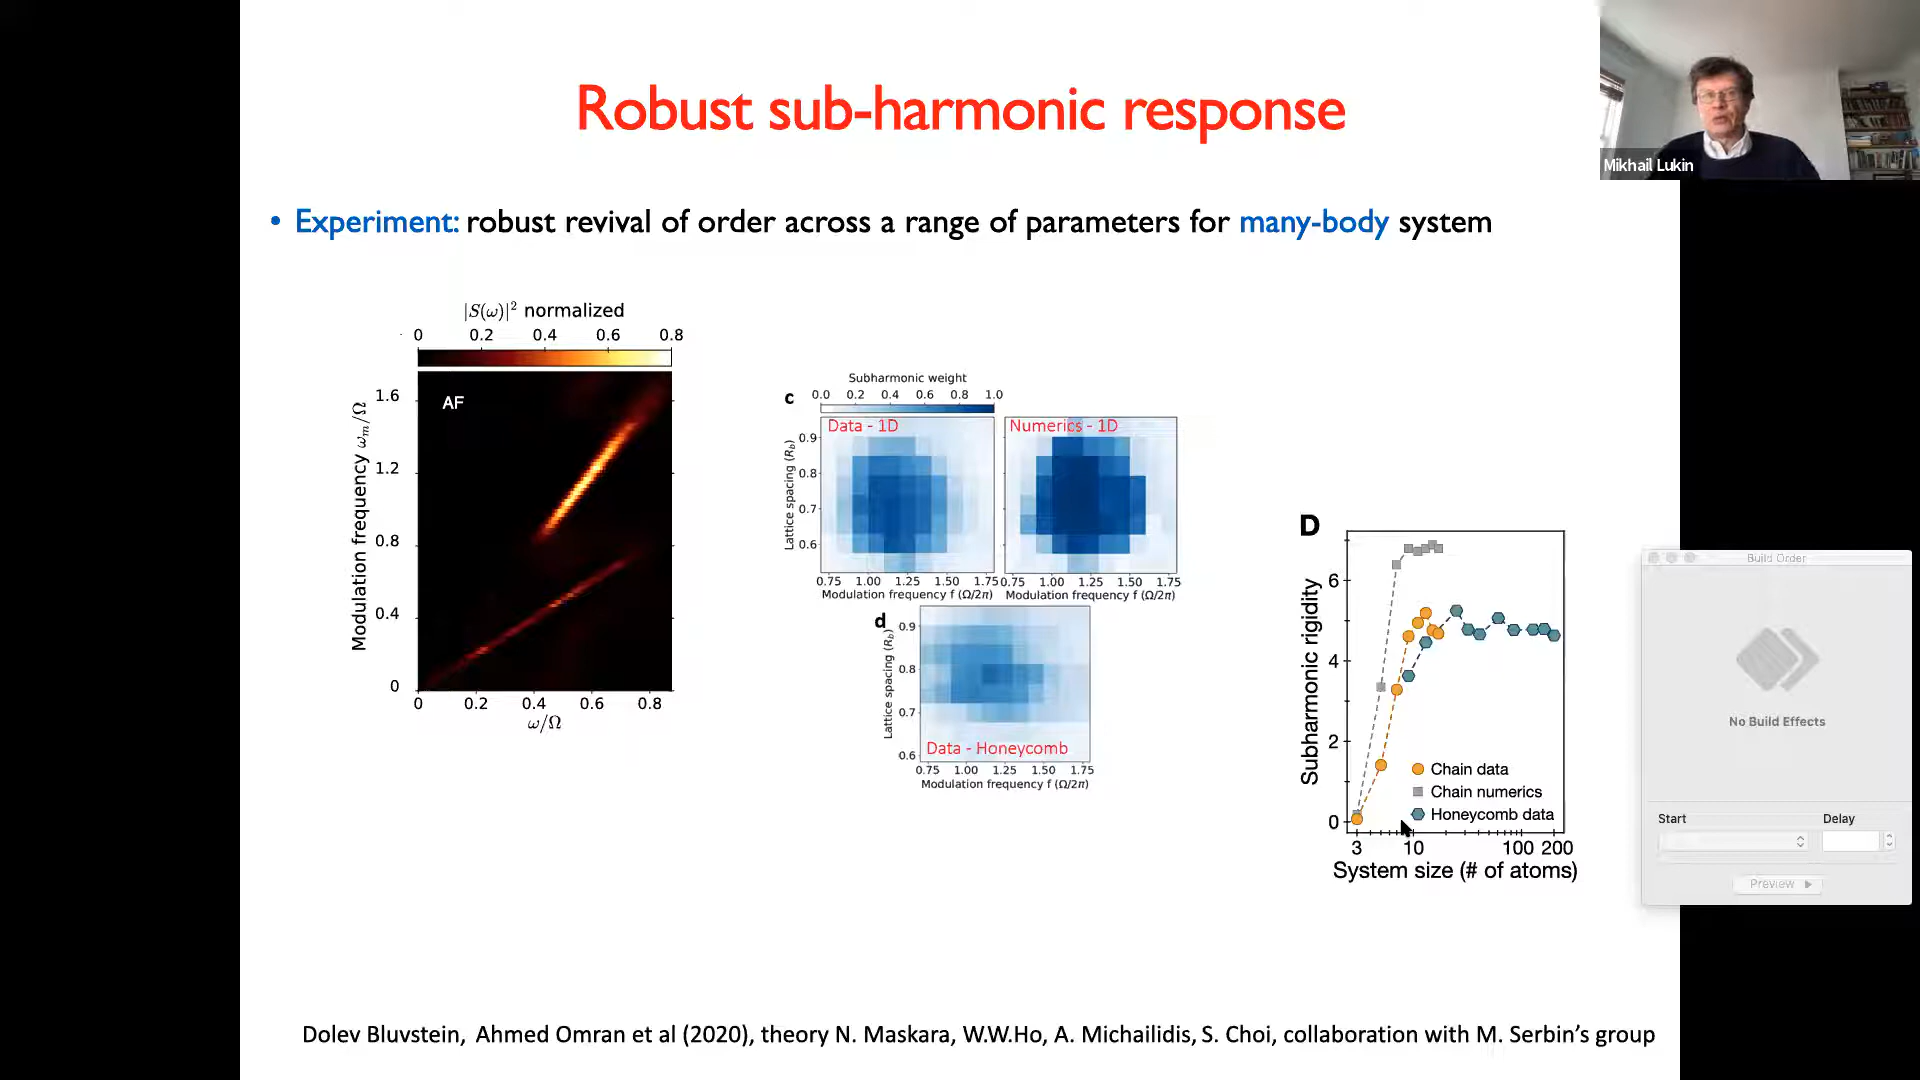 Robust sub-harmonic response
Mikhail Lukin
• Experiment: robust revival of order across a range of parameters for many-body system
|S(ω)|² normalized
0 0.2 0.4 0.6 0.8
AF
Modulation frequency ω_m/Ω
1.6
1.2
0.8
0.4
0
0 0.2 0.4 0.6 0.8
ω/Ω
c
Subharmonic weight
0.0 0.2 0.4 0.6 0.8 1.0
Data - 1D
Numerics - 1D
Lattice spacing (R_b)
0.9
0.8
0.7
0.6
0.75 1.00 1.25 1.50 1.75
0.75 1.00 1.25 1.50 1.75
Modulation frequency f (Ω/2π)
Modulation frequency f (Ω/2π)
d
Lattice spacing (R_b)
0.9
0.8
0.7
0.6
Data - Honeycomb
0.75 1.00 1.25 1.50 1.75
Modulation frequency f (Ω/2π)
D
Subharmonic rigidity
6
4
2
0
Chain data
Chain numerics
Honeycomb data
3 10 100 200
System size (# of atoms)
Build Order
No Build Effects
Start Delay
Preview
Dolev Bluvstein, Ahmed Omran et al (2020), theory N. Maskara, W.W.Ho, A. Michailidis, S. Choi, collaboration with M. Serbin's group